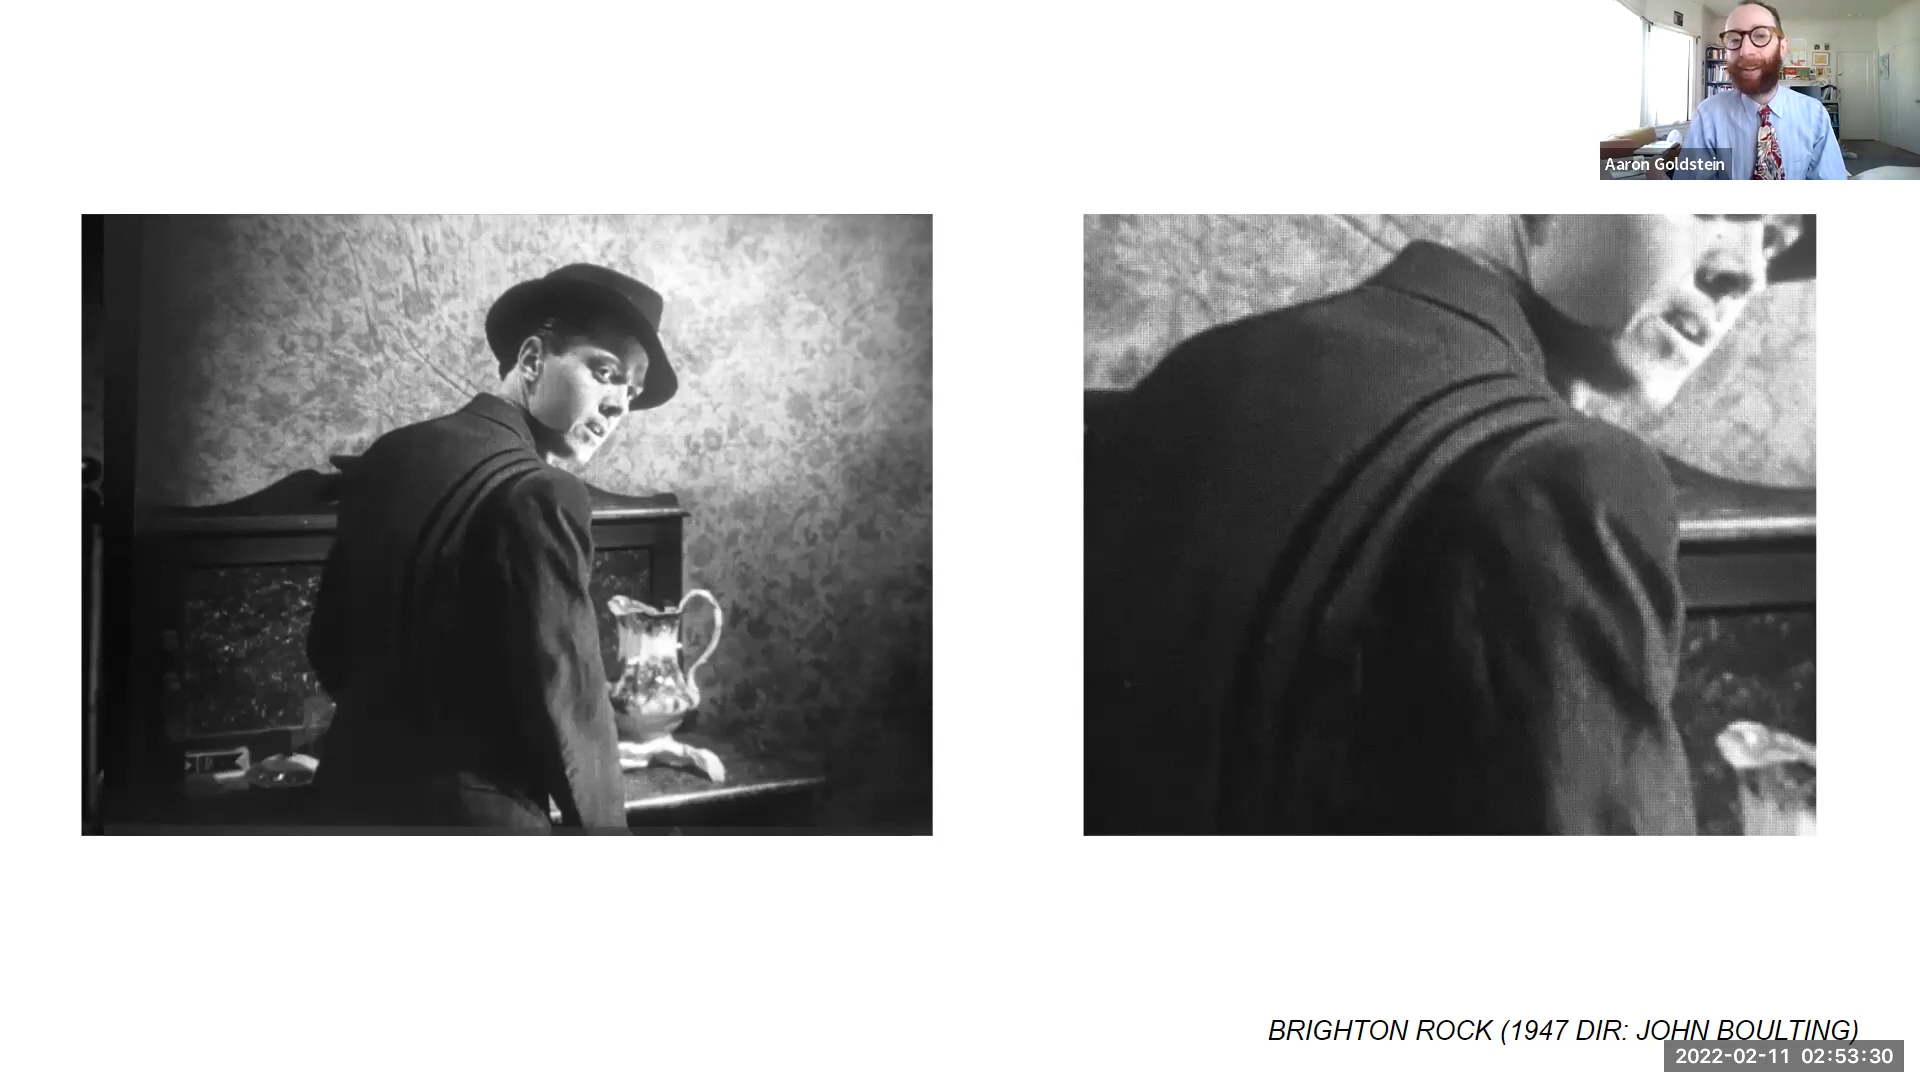 Aaron Goldstein
BRIGHTON ROCK (1947 DIR: JOHN BOULTING)
2022-02-11 02:53:30